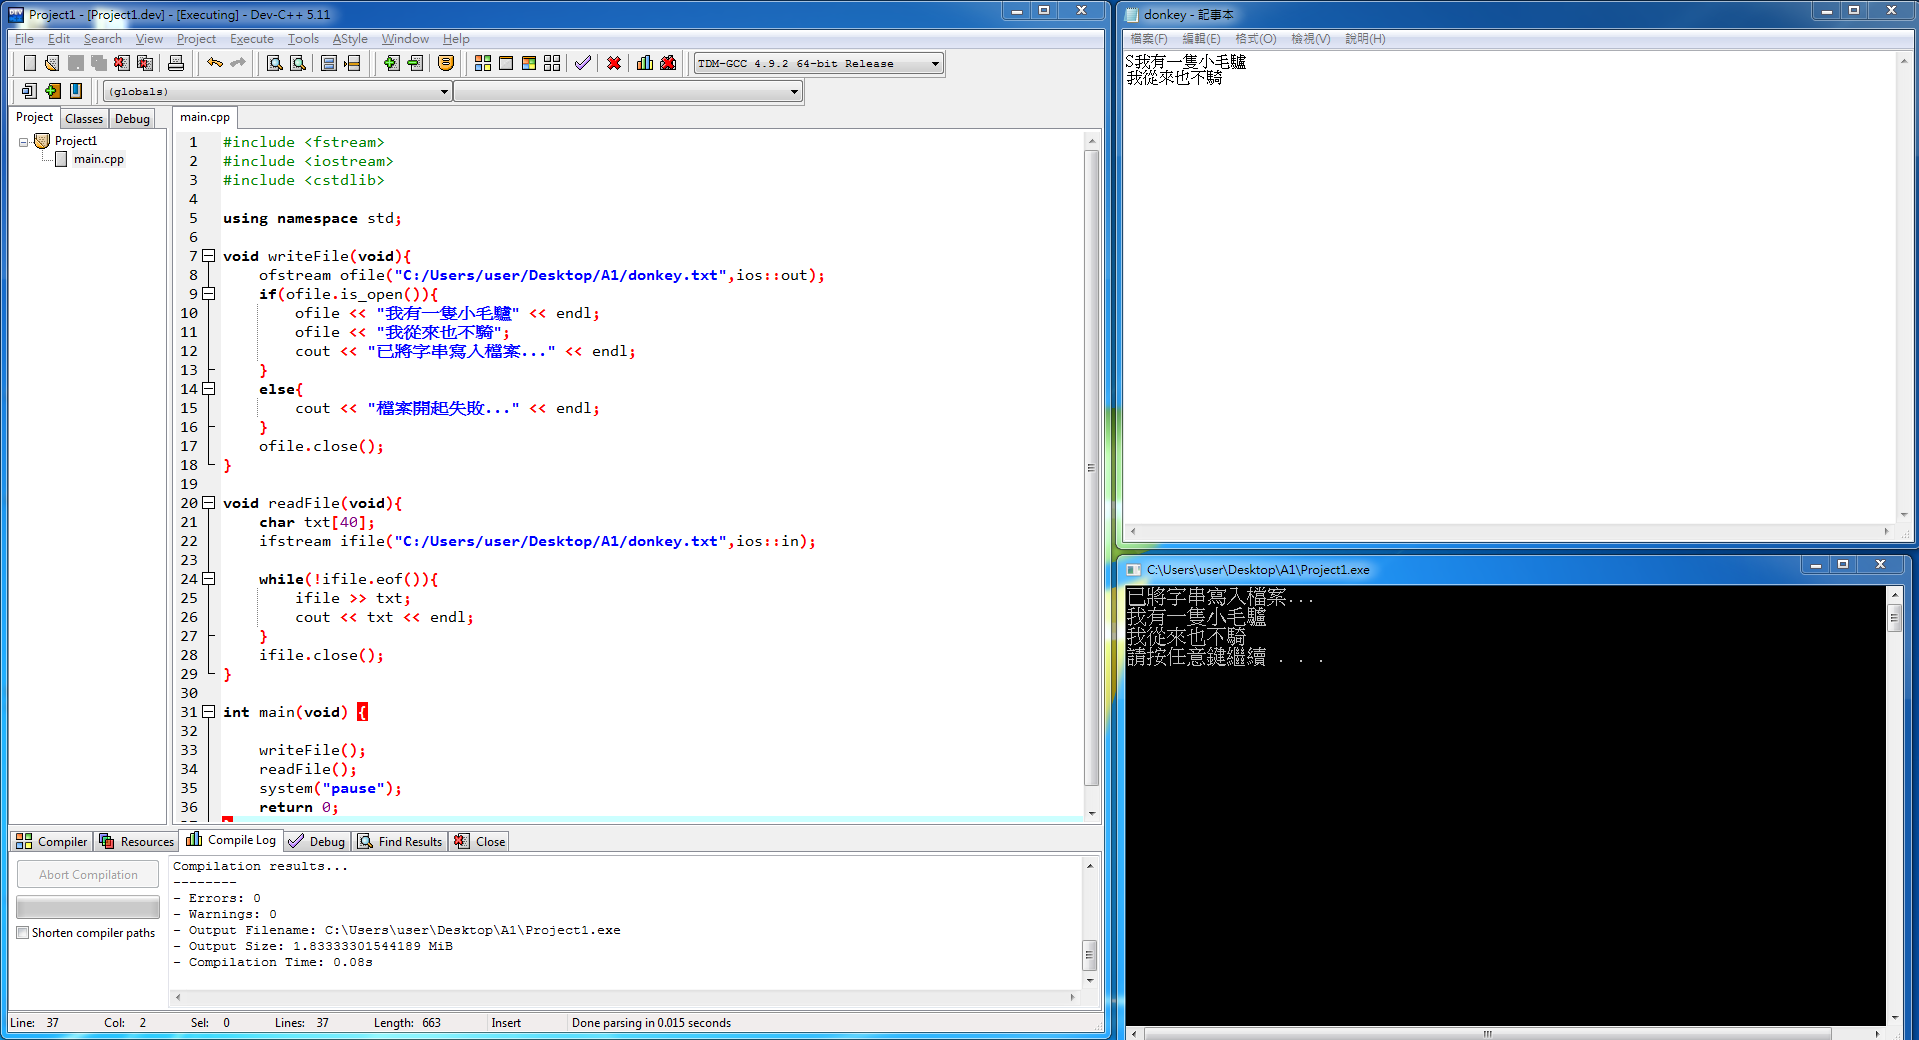 Project1 - [Project1.dev] - [Executing] - Dev-C++ 5.11
File Edit Search View Project Execute Tools AStyle Window Help
TDM-GCC 4.9.2 64-bit Release
(globals)
Project Classes Debug
Project1
main.cpp
main.cpp
1 #include <fstream>
2 #include <iostream>
3 #include <cstdlib>
4
5 using namespace std;
6
7 void writeFile(void){
8 ofstream ofile("C:/Users/user/Desktop/A1/donkey.txt",ios::out);
9 if(ofile.is_open()){
10 ofile << "我有一隻小毛驢" << endl;
11 ofile << "我從來也不騎";
12 cout << "已將字串寫入檔案..." << endl;
13 }
14 else{
15 cout << "檔案開起失敗..." << endl;
16 }
17 ofile.close();
18 }
19
20 void readFile(void){
21 char txt[40];
22 ifstream ifile("C:/Users/user/Desktop/A1/donkey.txt",ios::in);
23
24 while(!ifile.eof()){
25 ifile >> txt;
26 cout << txt << endl;
27 }
28 ifile.close();
29 }
30
31 int main(void) {
32
33 writeFile();
34 readFile();
35 system("pause");
36 return 0;
Compiler Resources Compile Log Debug Find Results Close
Abort Compilation
Shorten compiler paths
Compilation results...
--------
- Errors: 0
- Warnings: 0
- Output Filename: C:\Users\user\Desktop\A1\Project1.exe
- Output Size: 1.83333301544189 MiB
- Compilation Time: 0.08s
Line: 37 Col: 2 Sel: 0 Lines: 37 Length: 663 Insert Done parsing in 0.015 seconds
donkey - 記事本
檔案(F) 編輯(E) 格式(O) 檢視(V) 說明(H)
S我有一隻小毛驢
我從來也不騎
C:\Users\user\Desktop\A1\Project1.exe
已將字串寫入檔案...
我有一隻小毛驢
我從來也不騎
請按任意鍵繼續 . . .